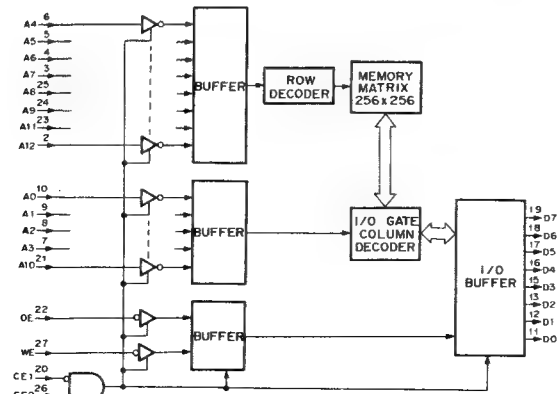 A4 6
A5 5
A6 4
A7 3
A8 25
A9 24
A11 23
A12 2
BUFFER
ROW
DECODER
MEMORY
MATRIX
256x256
A0 10
A1 9
A2 8
A3 7
A10 21
BUFFER
I/O GATE
COLUMN
DECODER
I/O
BUFFER
19 D7
18 D6
17 D5
16 D4
15 D3
13 D2
12 D1
11 D0
OE 22
WE 27
BUFFER
CE1 20
26